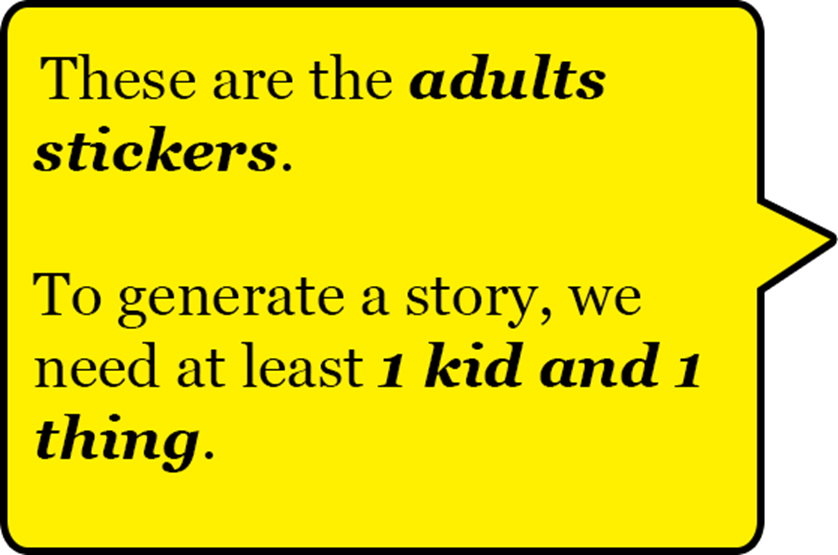 These are the adults
stickers.
To generate a story, we
need at least 1 kid and 1
thing.